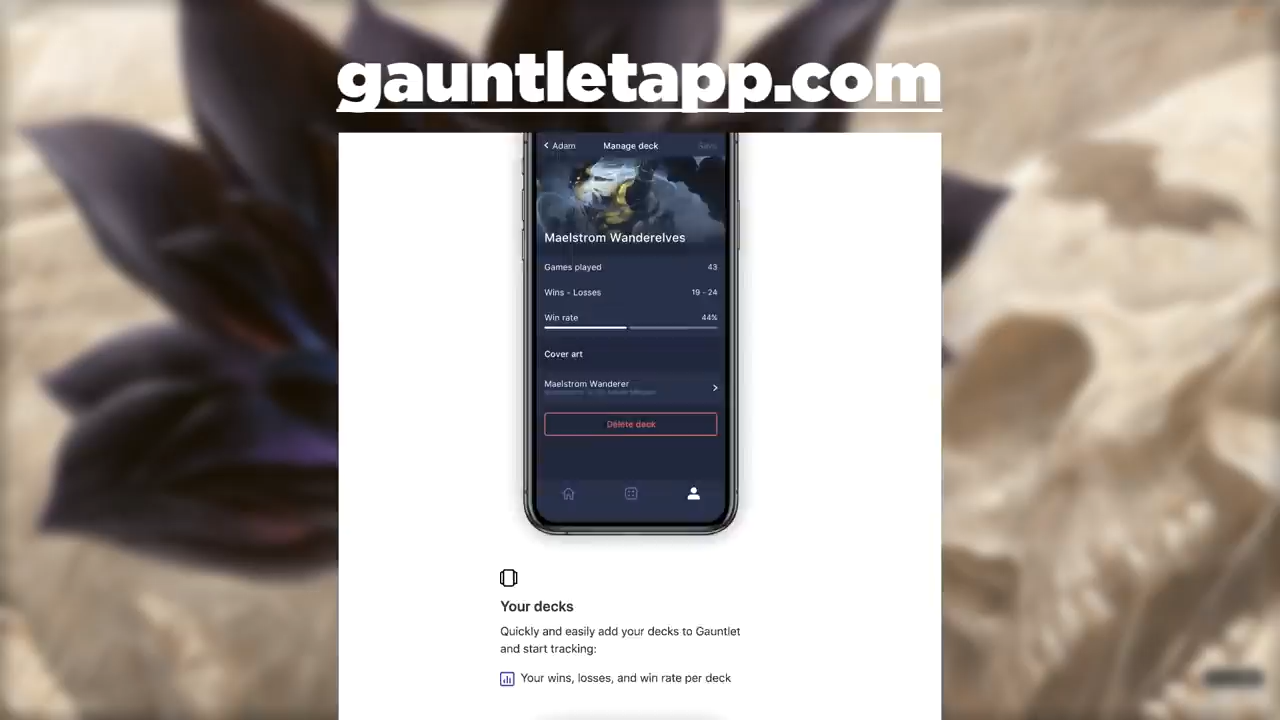 gauntletapp.com
Adam Manage deck Save
Maelstrom Wanderelves
Games played 43
Wins - Losses 19 - 24
Win rate 44%
Cover art
Maelstrom Wanderer
Delete deck
Your decks
Quickly and easily add your decks to Gauntlet
and start tracking:
Your wins, losses, and win rate per deck